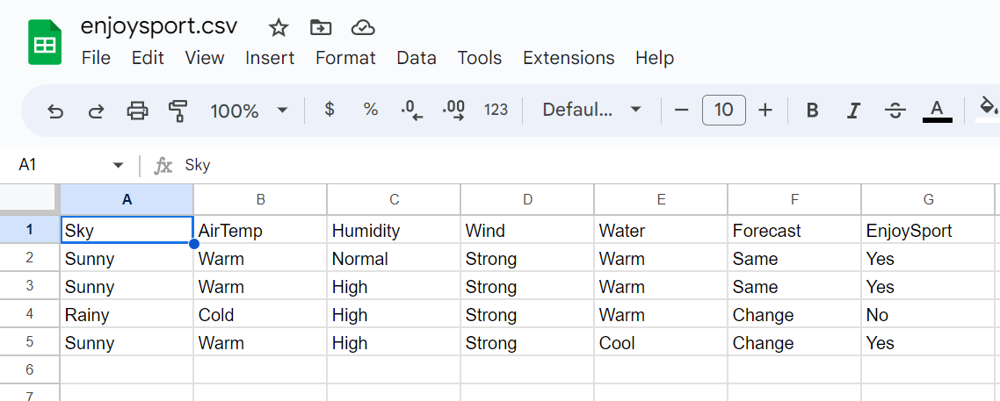 enjoysport.csv
File Edit View Insert Format Data Tools Extensions Help
100% $ % .0 .00 123 Defaul... 10 B I S A
A1 fx Sky
A B C D E F G
1 Sky AirTemp Humidity Wind Water Forecast EnjoySport
2 Sunny Warm Normal Strong Warm Same Yes
3 Sunny Warm High Strong Warm Same Yes
4 Rainy Cold High Strong Warm Change No
5 Sunny Warm High Strong Cool Change Yes
6
7